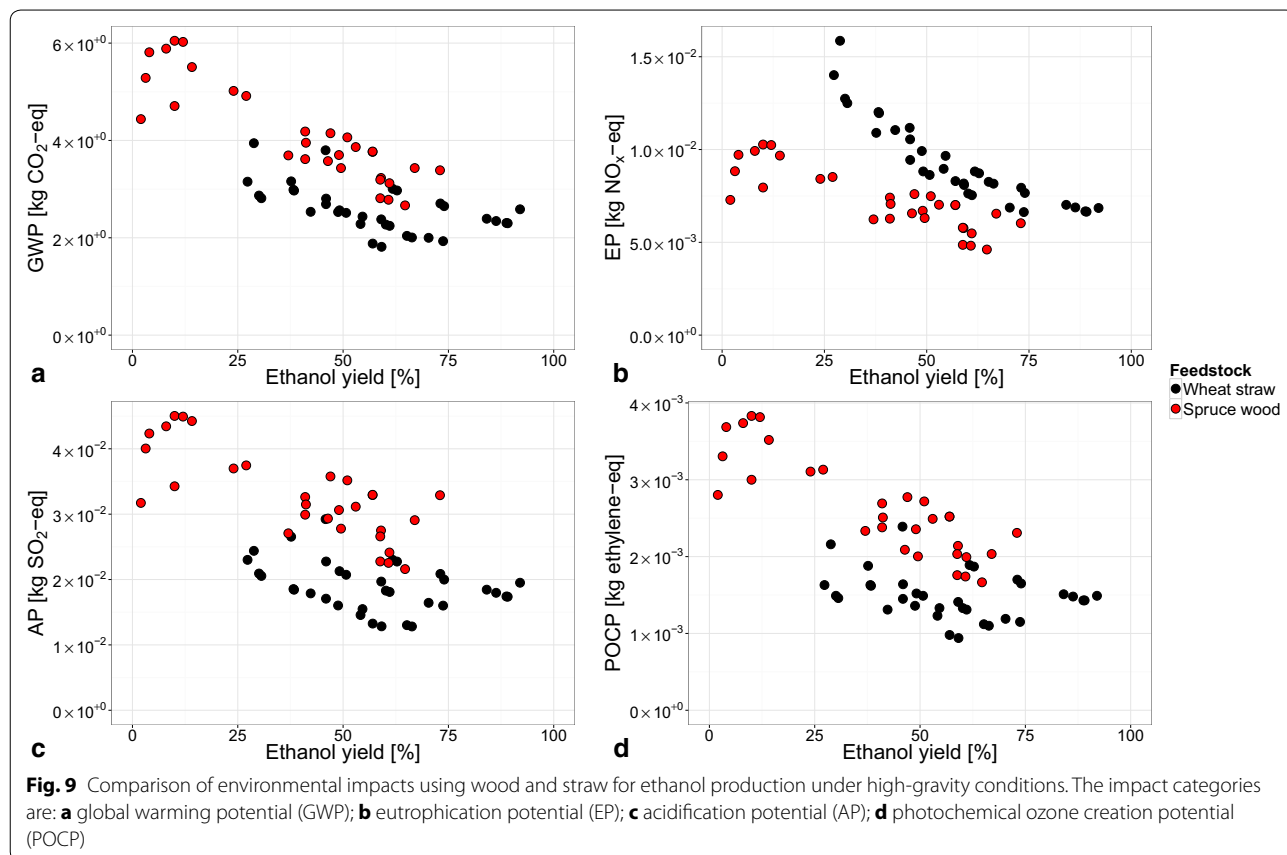 6 × 10⁺⁰
4 × 10⁺⁰
2 × 10⁺⁰
0 × 10⁺⁰
GWP [kg CO₂−eq]
0 25 50 75 100
Ethanol yield [%]
a
1.5 × 10⁻²
1.0 × 10⁻²
5.0 × 10⁻³
0.0 × 10⁺⁰
EP [kg NOₓ−eq]
0 25 50 75 100
Ethanol yield [%]
b
Feedstock
Wheat straw
Spruce wood
4 × 10⁻²
3 × 10⁻²
2 × 10⁻²
1 × 10⁻²
0 × 10⁺⁰
AP [kg SO₂−eq]
0 25 50 75 100
Ethanol yield [%]
c
4 × 10⁻³
3 × 10⁻³
2 × 10⁻³
1 × 10⁻³
0 × 10⁺⁰
POCP [kg ethylene−eq]
0 25 50 75 100
Ethanol yield [%]
d
Fig. 9 Comparison of environmental impacts using wood and straw for ethanol production under high-gravity conditions. The impact categories
are: a global warming potential (GWP); b eutrophication potential (EP); c acidification potential (AP); d photochemical ozone creation potential
(POCP)